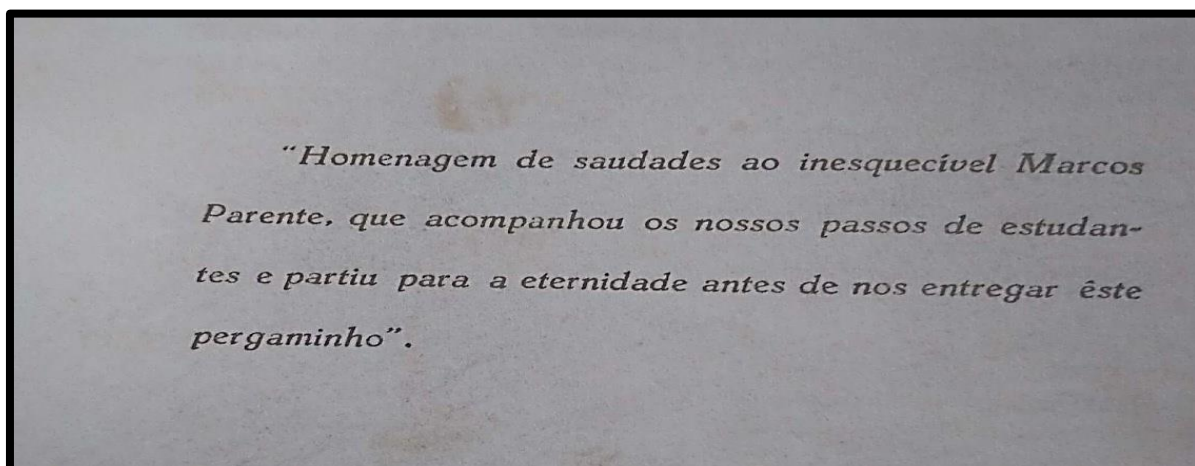 “Homenagem de saudades ao inesquecível Marcos
Parente, que acompanhou os nossos passos de estudan-
tes e partiu para a eternidade antes de nos entregar êste
pergaminho”.